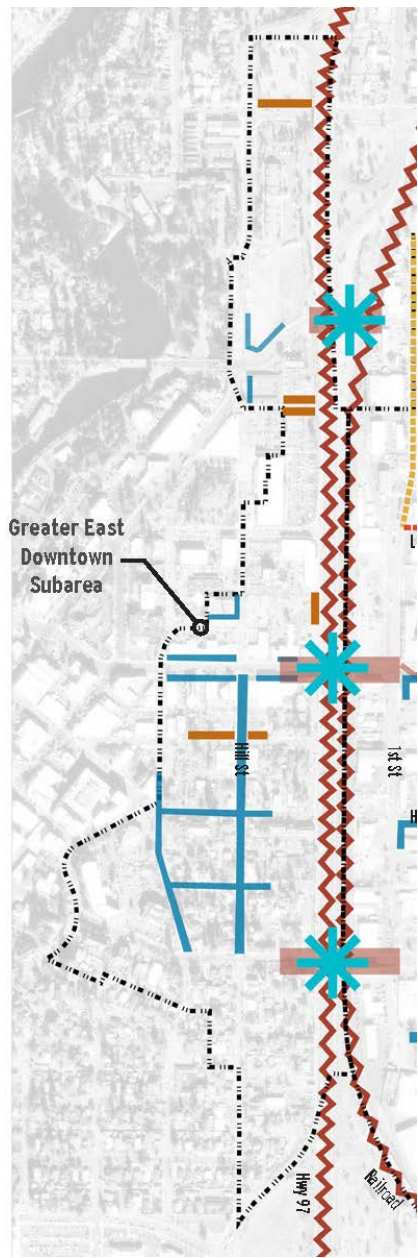 L
Greater East
Downtown
Subarea
Hill St
1st St
H
Hwy 97
Railroad